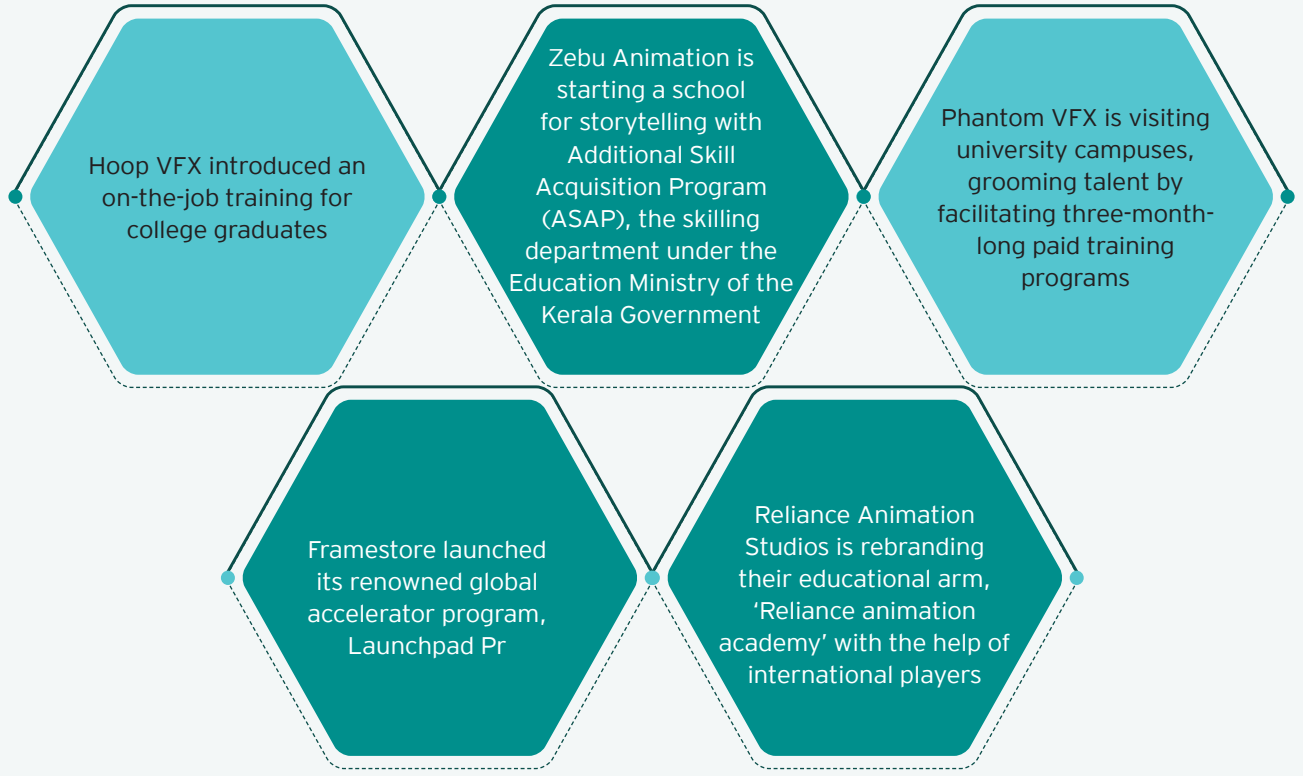 Hoop VFX introduced an
on-the-job training for
college graduates
Zebu Animation is
starting a school
for storytelling with
Additional Skill
Acquisition Program
(ASAP), the skilling
department under the
Education Ministry of the
Kerala Government
Phantom VFX is visiting
university campuses,
grooming talent by
facilitating three-month-
long paid training
programs
Framestore launched
its renowned global
accelerator program,
Launchpad Pr
Reliance Animation
Studios is rebranding
their educational arm,
‘Reliance animation
academy’ with the help of
international players